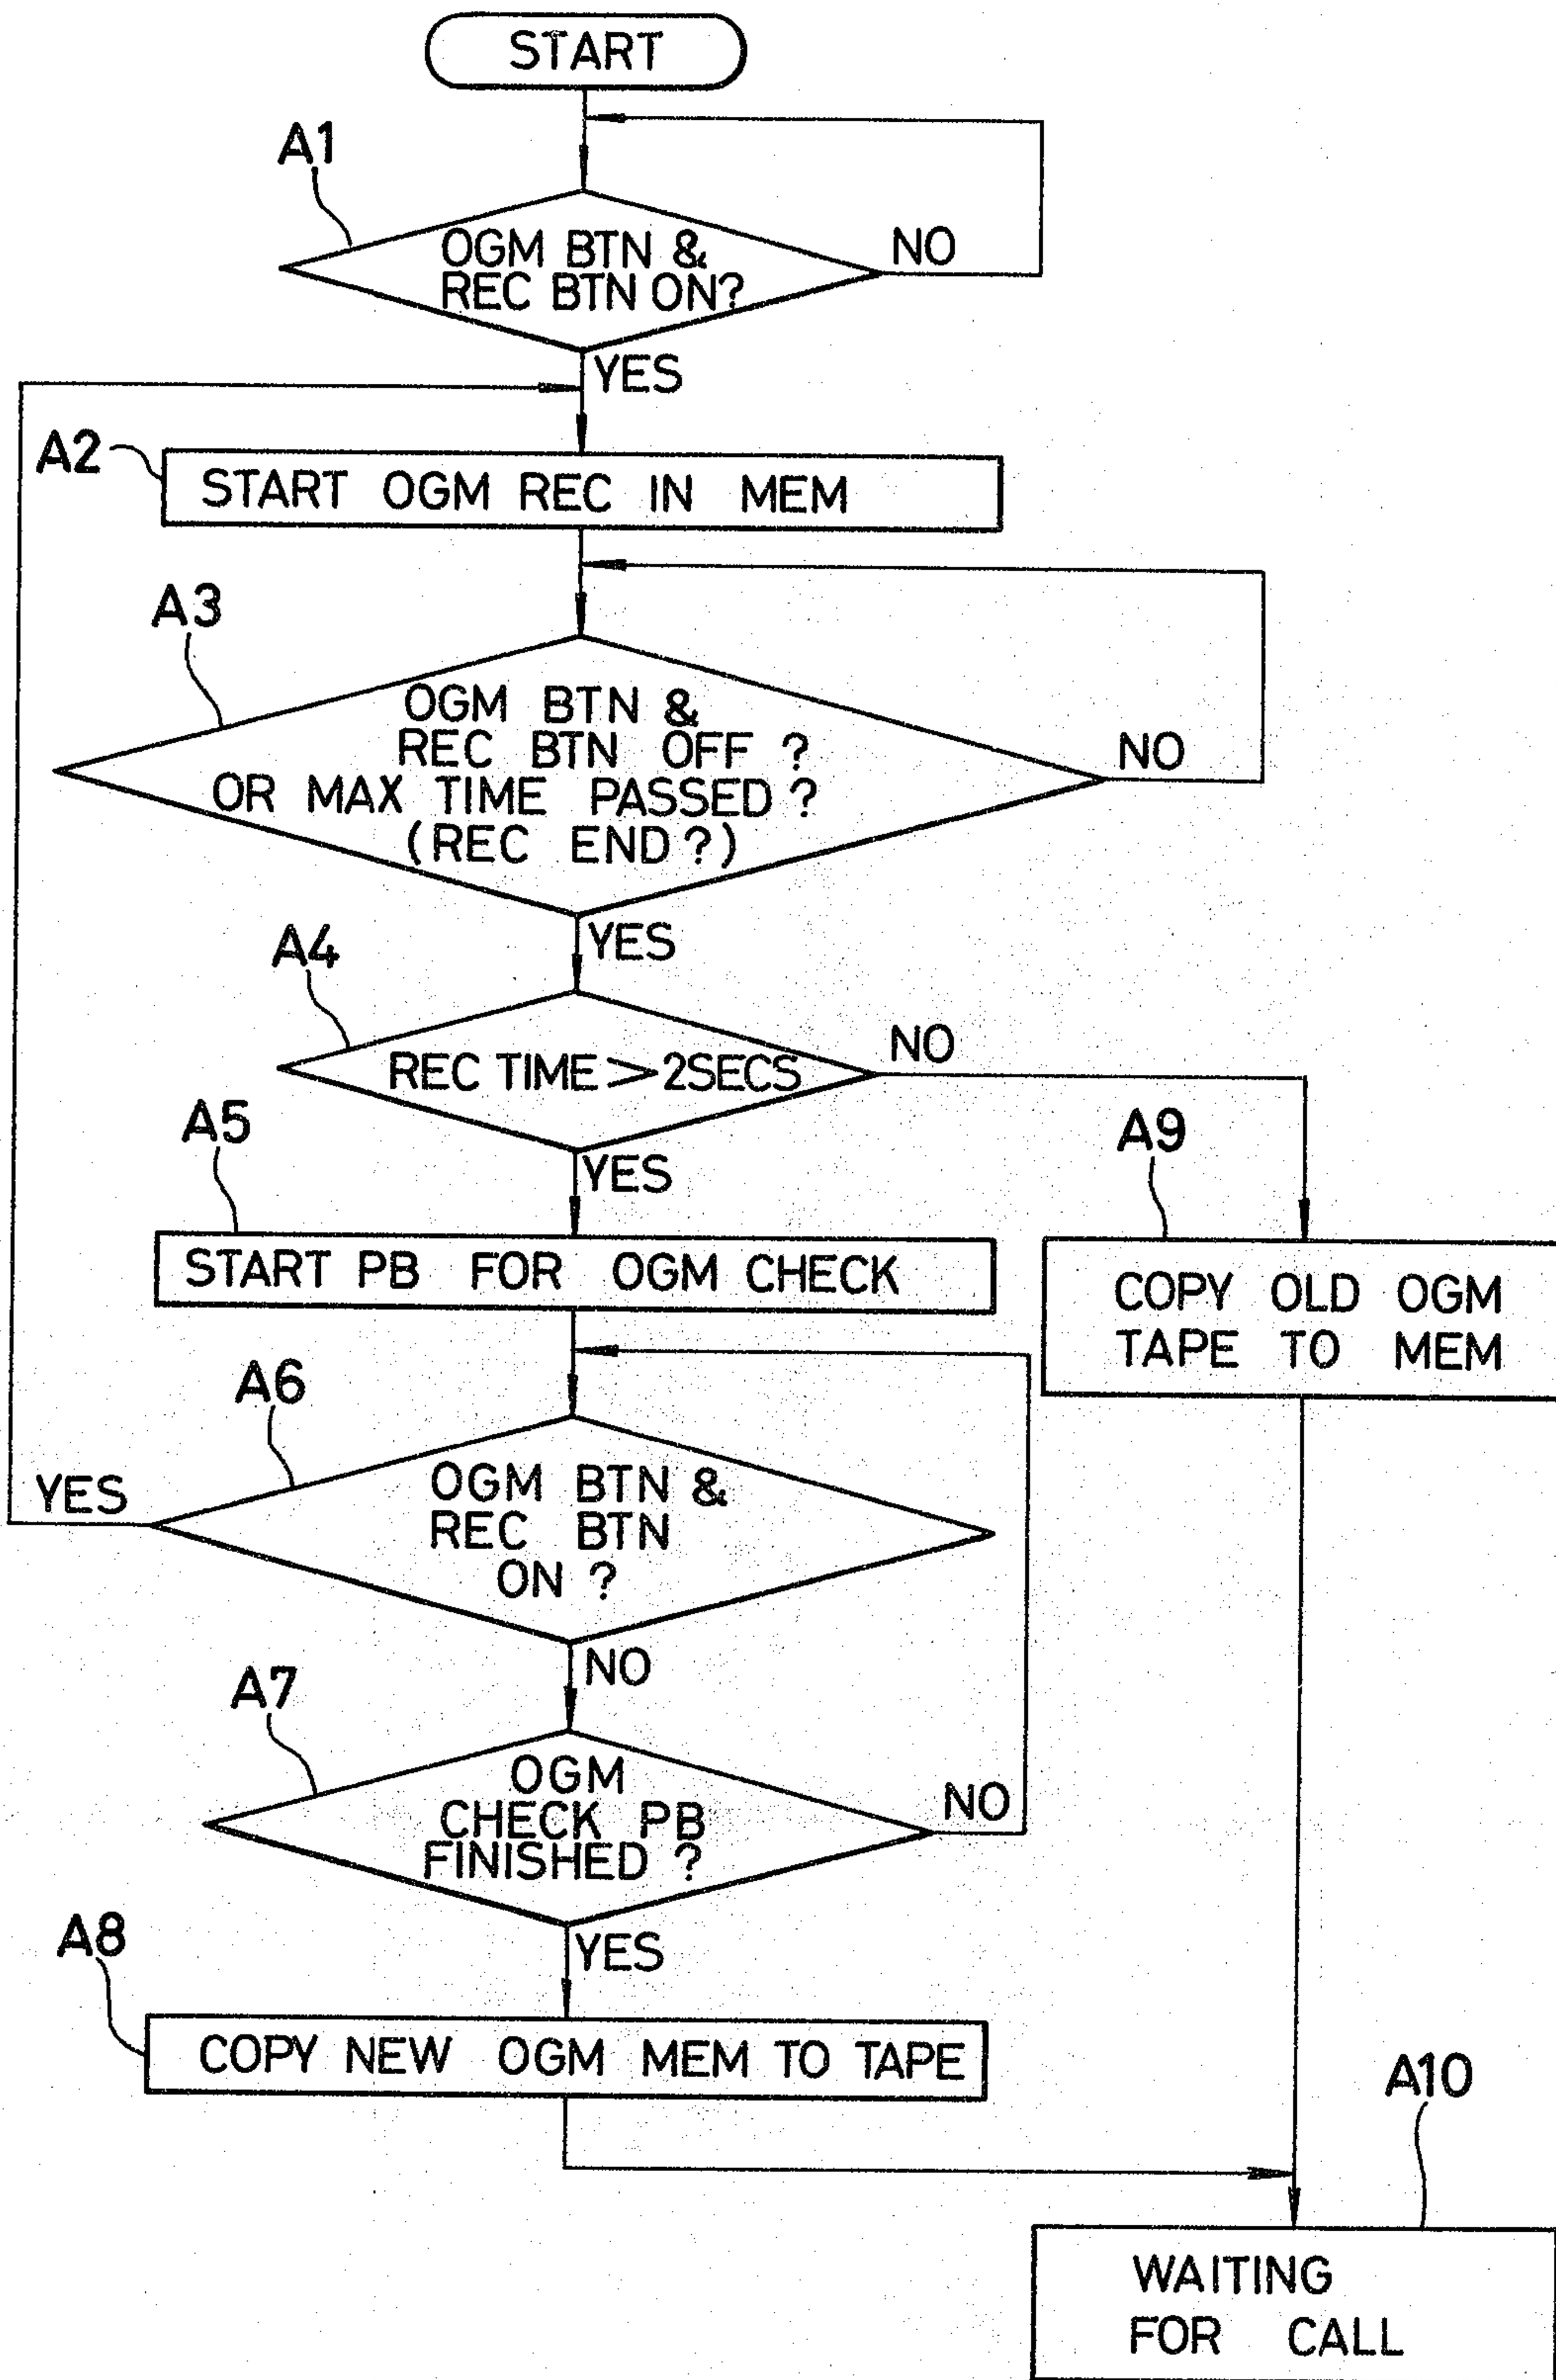 START
A1
OGM BTN &
REC BTN ON?
NO
YES
A2
START OGM REC IN MEM
A3
OGM BTN &
REC BTN OFF ?
OR MAX TIME PASSED ?
(REC END ?)
NO
YES
A4
REC TIME > 2SECS
NO
YES
A5
START PB FOR OGM CHECK
A9
COPY OLD OGM
TAPE TO MEM
A6
OGM BTN &
REC BTN
ON ?
YES
NO
A7
OGM
CHECK PB
FINISHED ?
NO
YES
A8
COPY NEW OGM MEM TO TAPE
A10
WAITING
FOR CALL